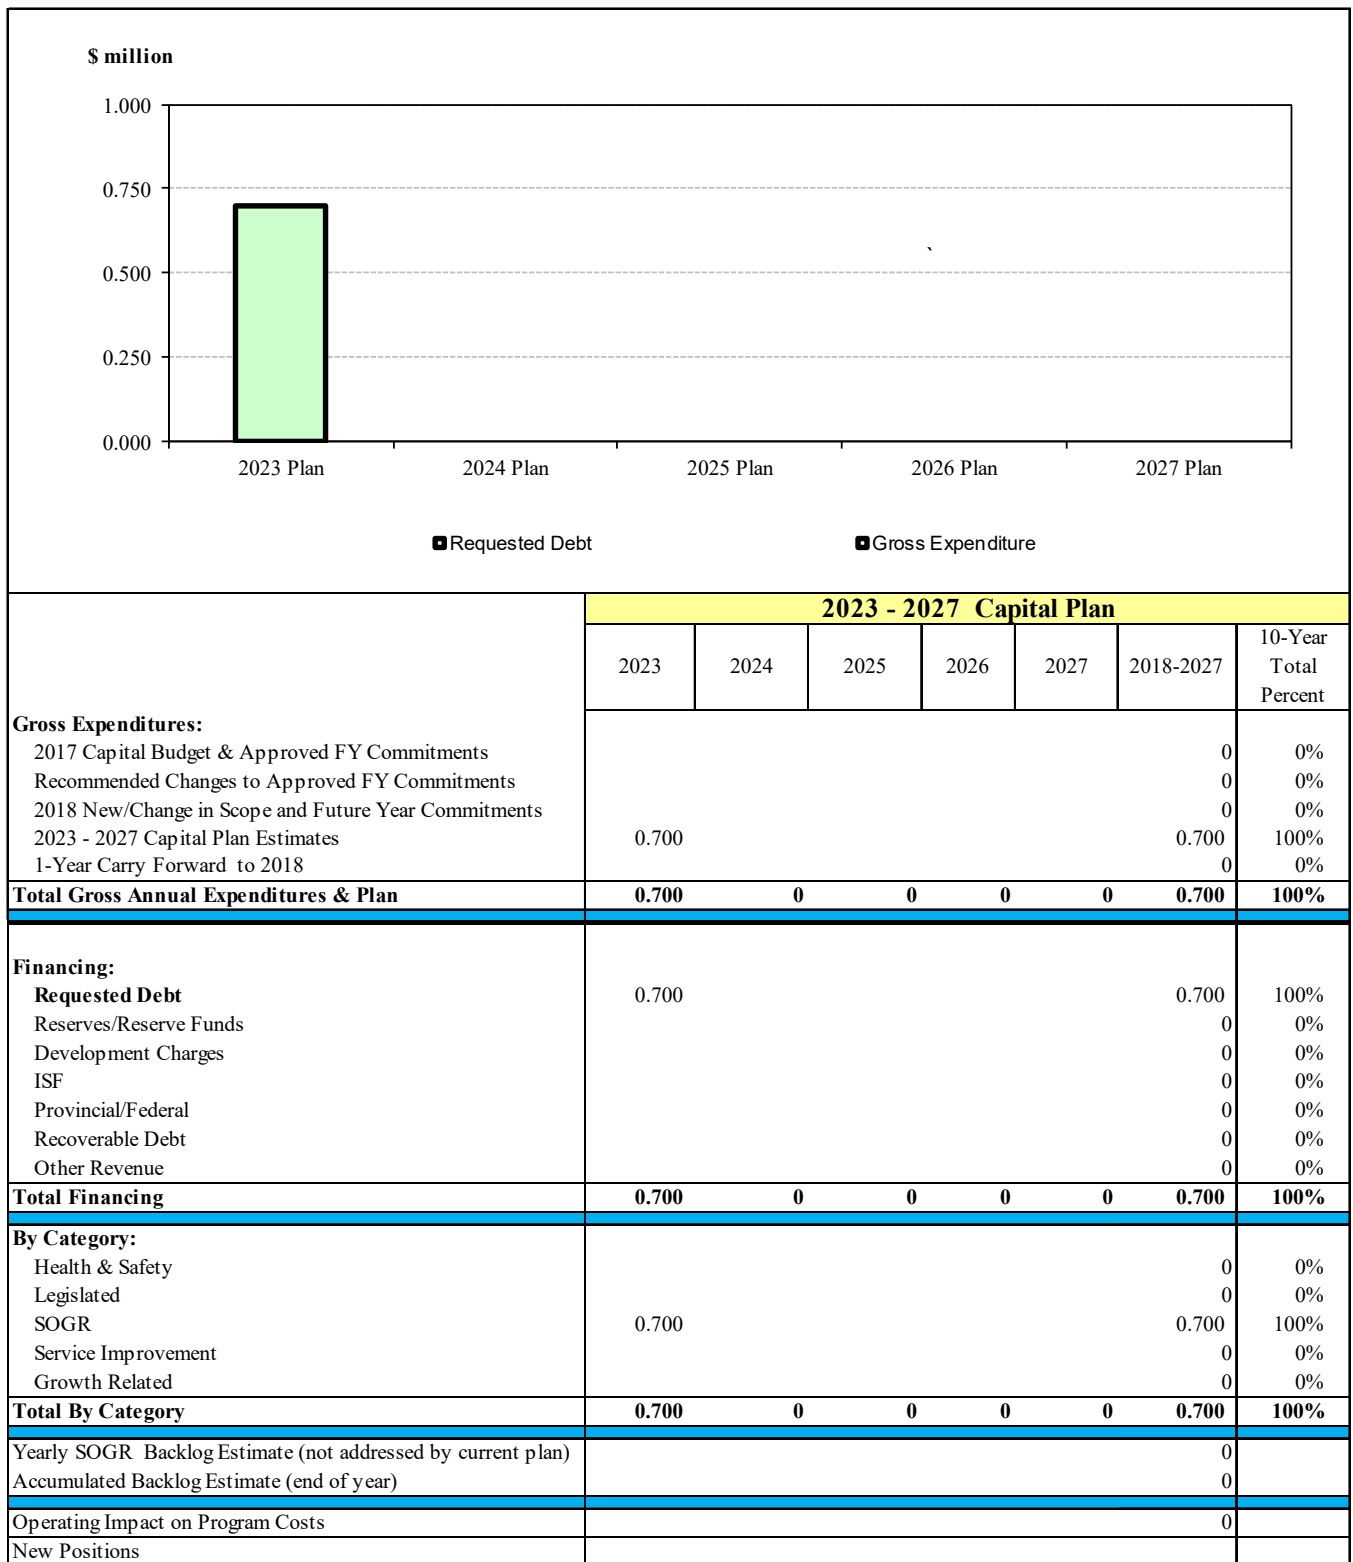 $ million
1.000
0.750
`
0.500
0.250
0.000
2023 Plan 2024 Plan 2025 Plan 2026 Plan 2027 Plan
Requested Debt Gross Expenditure
2023 - 2027 Capital Plan
2023 2024 2025 2026 2027 2018-2027 10-Year Total Percent
Gross Expenditures:
2017 Capital Budget & Approved FY Commitments 0 0%
Recommended Changes to Approved FY Commitments 0 0%
2018 New/Change in Scope and Future Year Commitments 0 0%
2023 - 2027 Capital Plan Estimates 0.700 0.700 100%
1-Year Carry Forward to 2018 0 0%
Total Gross Annual Expenditures & Plan 0.700 0 0 0 0 0.700 100%
Financing:
Requested Debt 0.700 0.700 100%
Reserves/Reserve Funds 0 0%
Development Charges 0 0%
ISF 0 0%
Provincial/Federal 0 0%
Recoverable Debt 0 0%
Other Revenue 0 0%
Total Financing 0.700 0 0 0 0 0.700 100%
By Category:
Health & Safety 0 0%
Legislated 0 0%
SOGR 0.700 0.700 100%
Service Improvement 0 0%
Growth Related 0 0%
Total By Category 0.700 0 0 0 0 0.700 100%
Yearly SOGR Backlog Estimate (not addressed by current plan) 0
Accumulated Backlog Estimate (end of year) 0
Operating Impact on Program Costs 0
New Positions